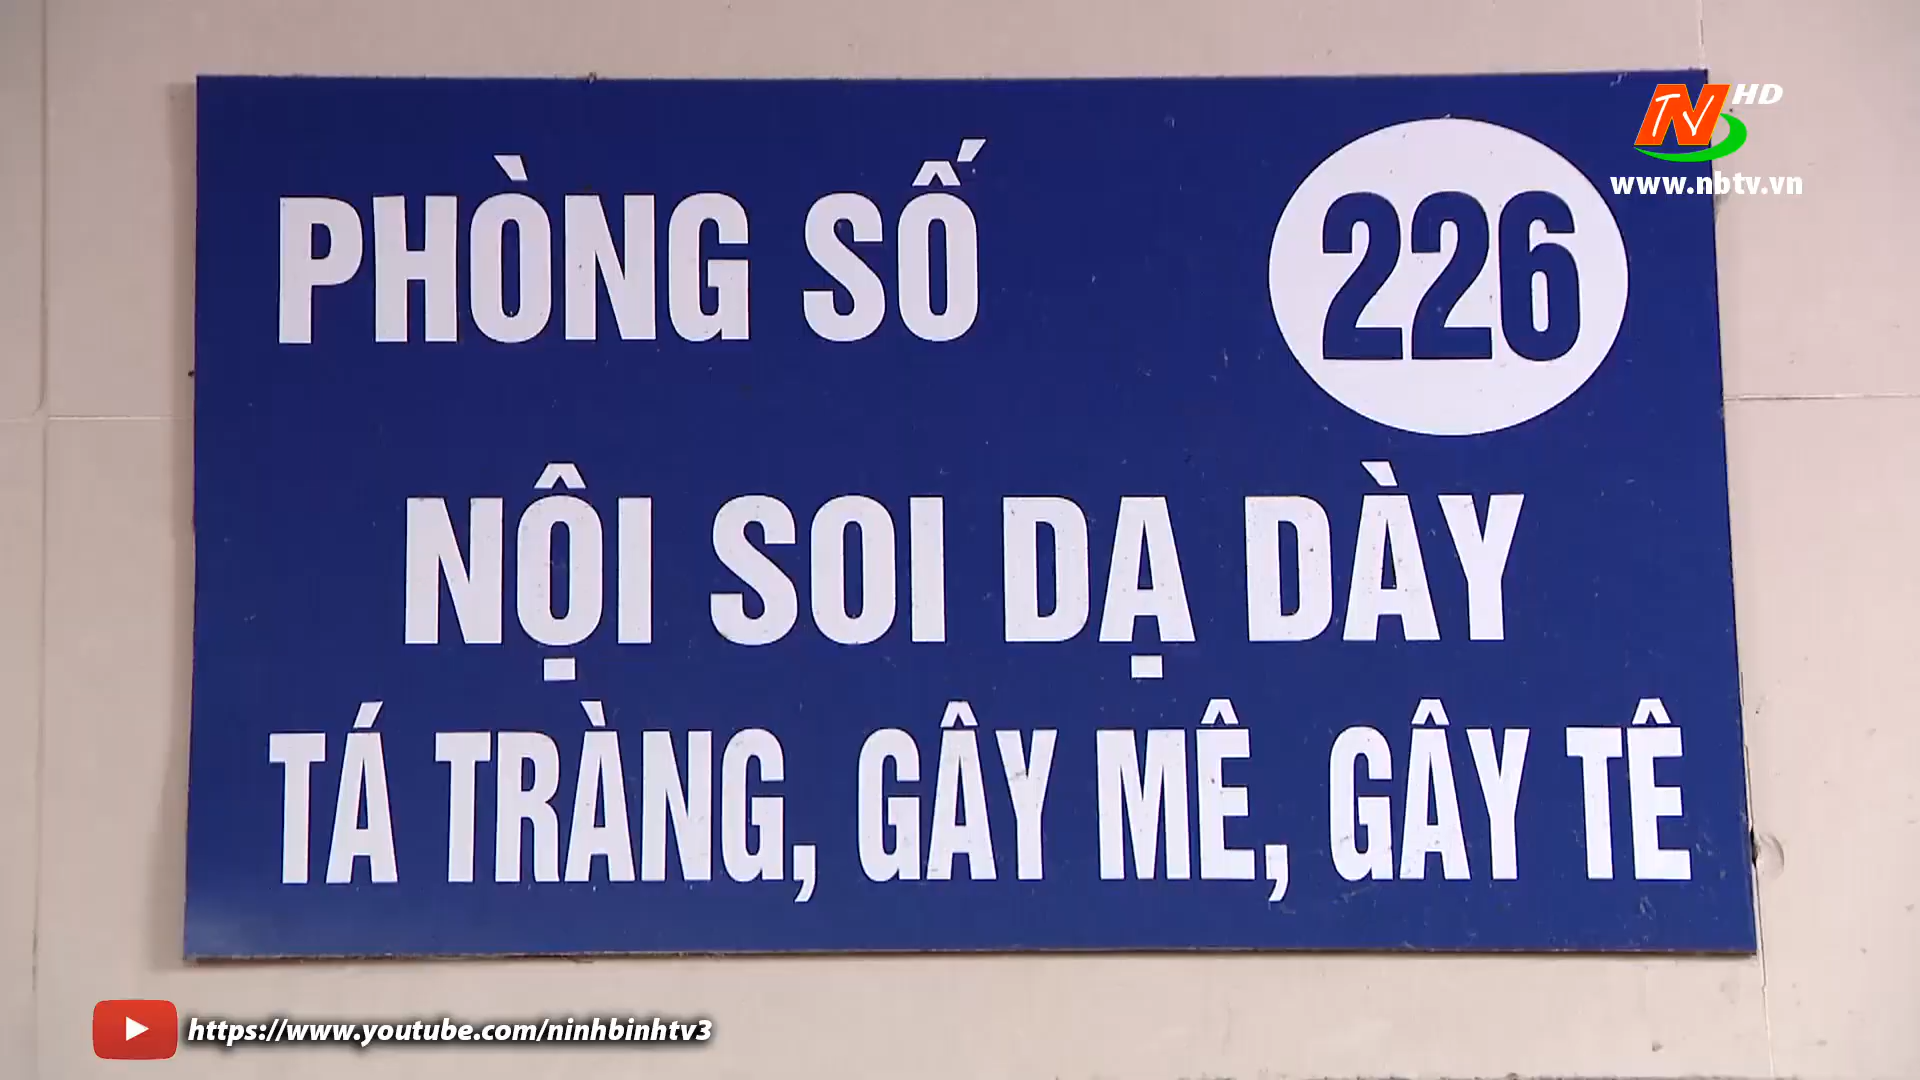 TV N HD
www.nbtv.vn
PHÒNG SỐ 226
NỘI SOI DẠ DÀY
TÁ TRÀNG, GÂY MÊ, GÂY TÊ
https://www.youtube.com/ninhbinhtv3